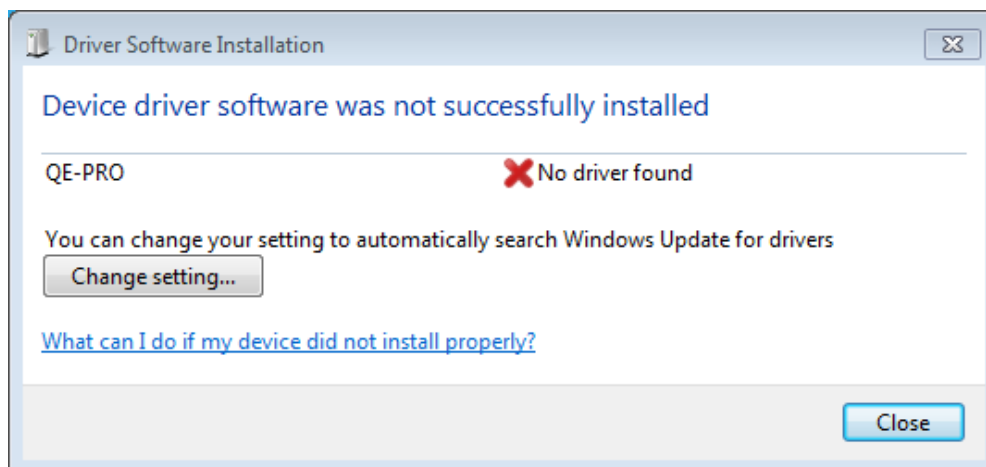 Driver Software Installation
Device driver software was not successfully installed
QE-PRO No driver found
You can change your setting to automatically search Windows Update for drivers
Change setting...
What can I do if my device did not install properly?
Close